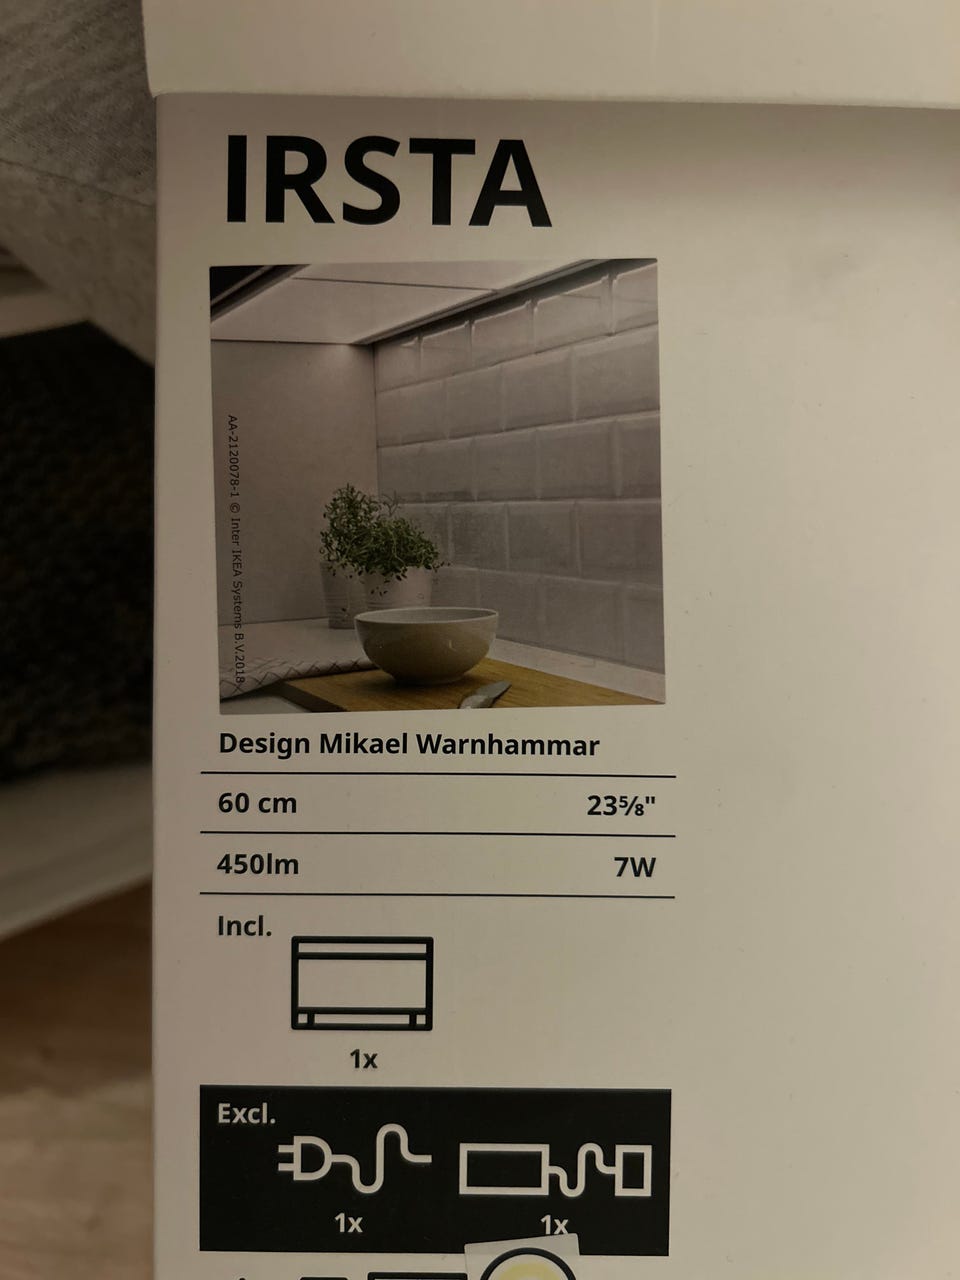 IRSTA
AA-2120078-1 © Inter IKEA Systems B.V.2018
Design Mikael Warnhammar
60 cm 23⅝"
450lm 7W
Incl.
1x
Excl.
1x 1x